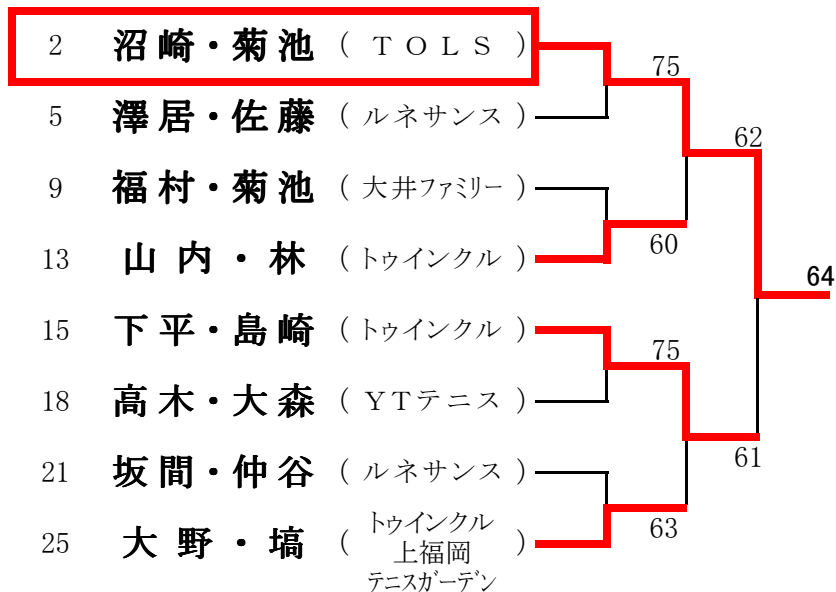 2 沼崎・菊池 ( TOLS )
75
5 澤居・佐藤 ( ルネサンス )
62
9 福村・菊池 ( 大井ファミリー )
60
13 山内・林 ( トゥインクル )
64
15 下平・島崎 ( トゥインクル )
75
18 高木・大森 ( YTテニス )
61
21 坂間・仲谷 ( ルネサンス )
63
25 大野・塙 ( トゥインクル
上福岡
テニスガーデン )